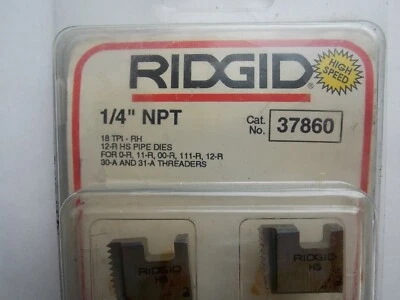 RIDGID®
HIGH
SPEED
1/4" NPT
Cat.
No. 37860
18 TPI - RH
12-R HS PIPE DIES
FOR 0-R, 11-R, 00-R, 111-R, 12-R
30-A AND 31-A THREADERS
RIDGID
HS
RIDGID
HS